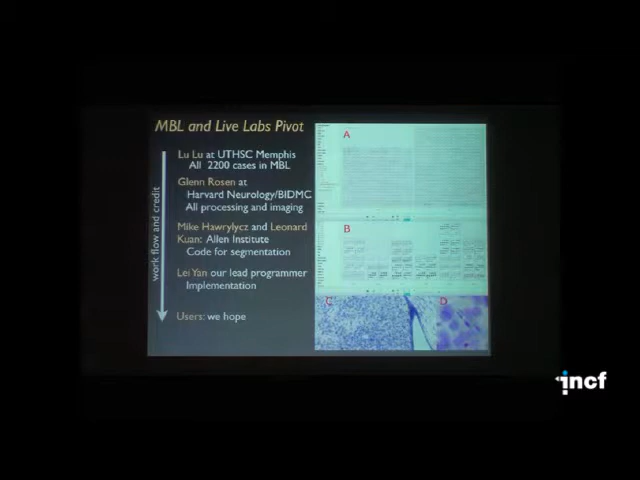 MBL and Live Labs Pivot
Lu Lu at UTHSC Memphis
All 2200 cases in MBL
Glenn Rosen at
Harvard Neurology/BIDMC
All processing and imaging
Mike Hawrylycz and Leonard
Kuan: Allen Institute
Code for segmentation
Lei Yan our lead programmer
Implementation
Users: we hope
work flow and credit
A
B
C
D
incf